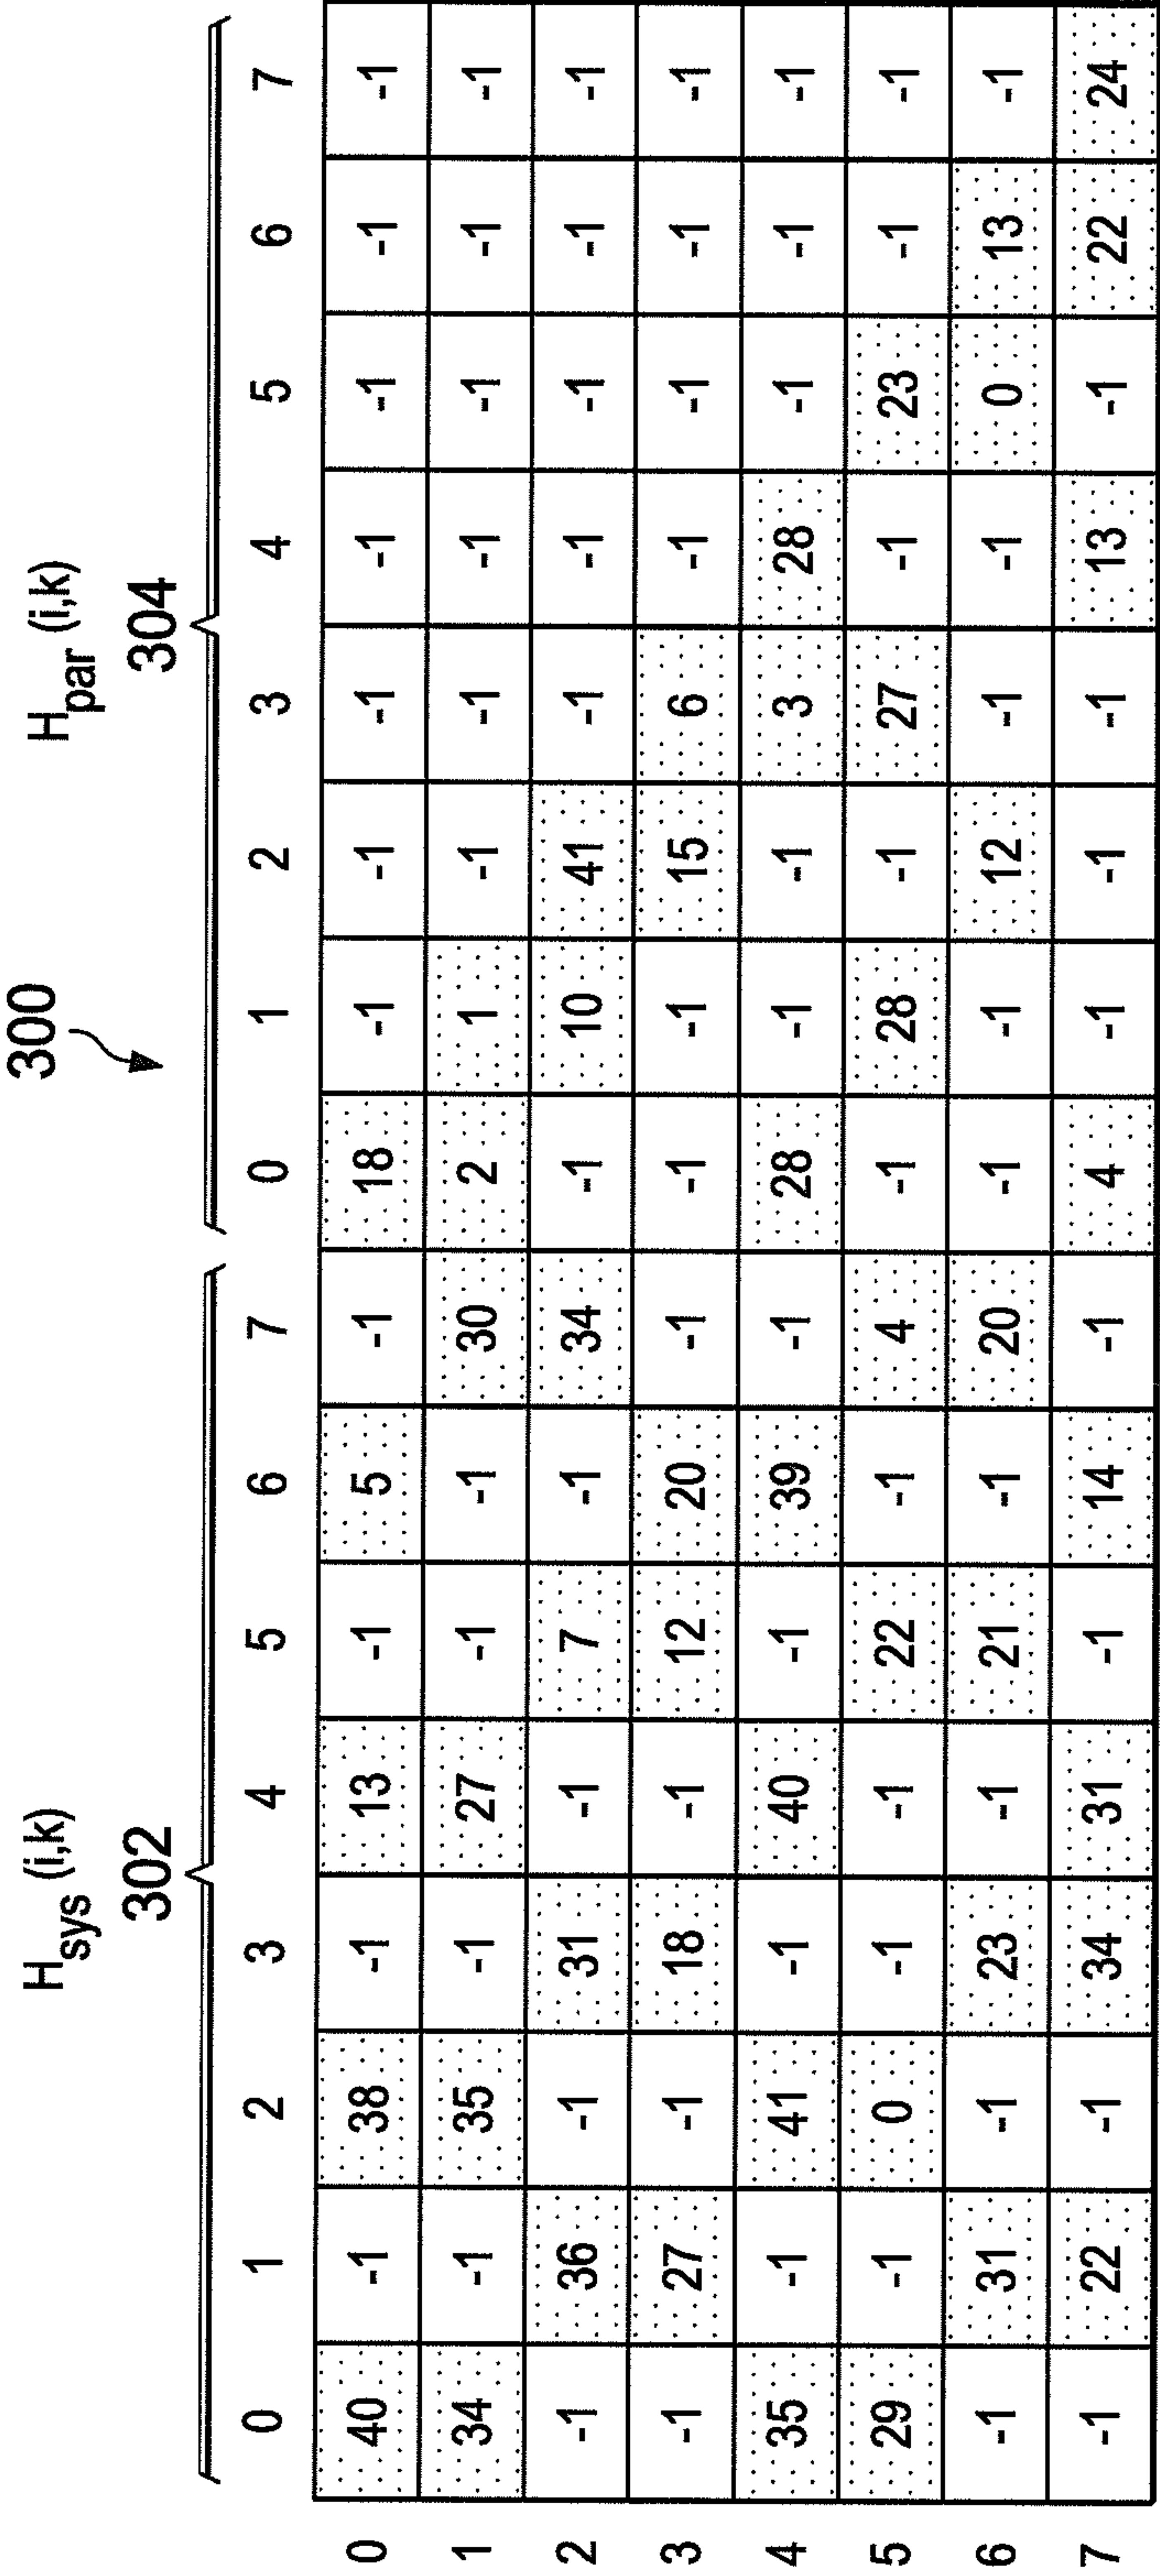 300
H_sys (i,k) H_par (i,k)
302 304
0 1 2 3 4 5 6 7 0 1 2 3 4 5 6 7
0 40 -1 38 -1 13 -1 5 -1 18 -1 -1 -1 -1 -1 -1 -1
1 34 -1 35 -1 27 -1 -1 30 2 1 -1 -1 -1 -1 -1 -1
2 -1 36 -1 31 -1 7 -1 34 -1 10 41 -1 -1 -1 -1 -1
3 -1 27 -1 18 -1 12 20 -1 -1 -1 15 6 -1 -1 -1 -1
4 35 -1 41 -1 40 -1 39 -1 28 -1 -1 3 28 -1 -1 -1
5 29 -1 0 -1 -1 22 -1 4 -1 28 -1 27 -1 23 -1 -1
6 -1 31 -1 23 -1 21 -1 20 -1 -1 12 -1 -1 0 13 -1
7 -1 22 -1 34 31 -1 14 -1 4 -1 -1 -1 13 -1 22 24